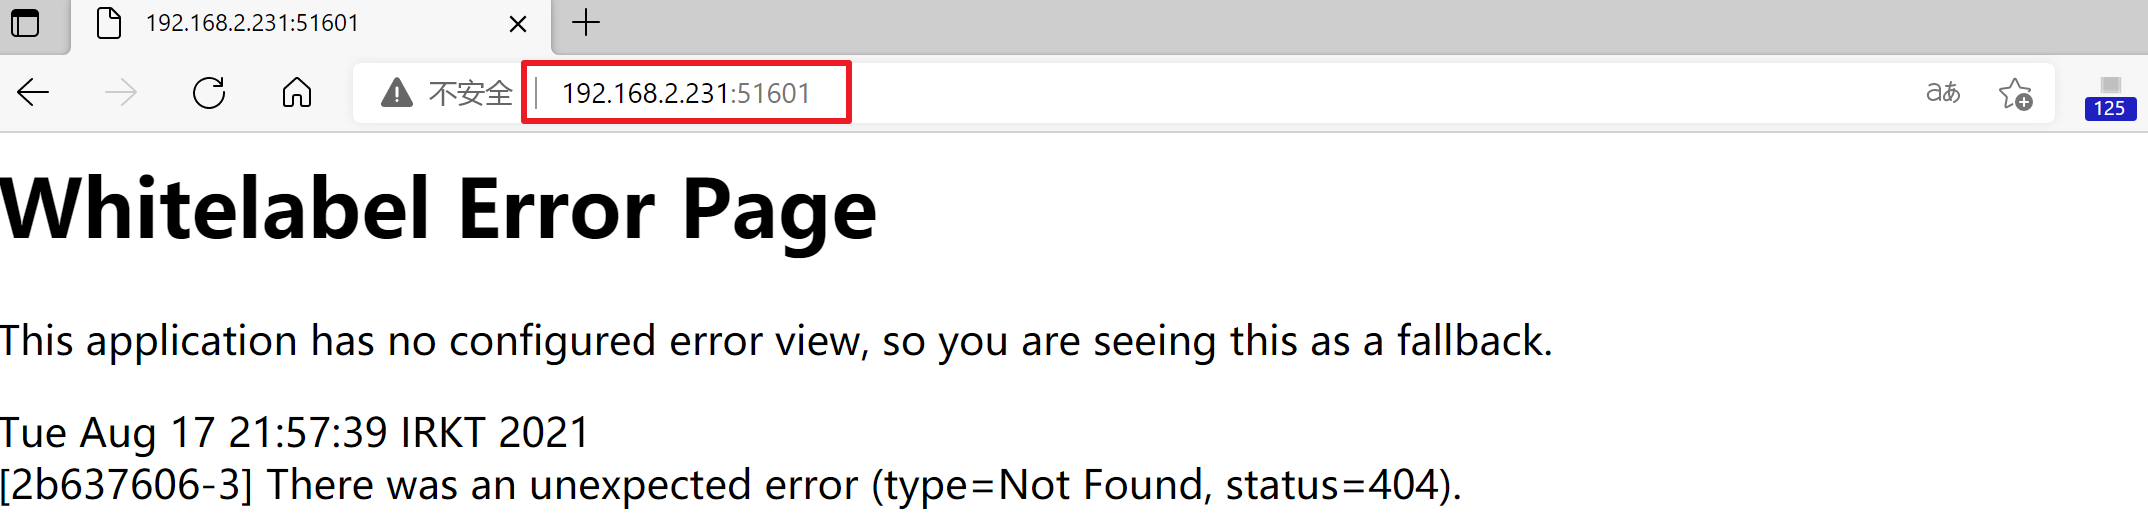 192.168.2.231:51601
不安全 192.168.2.231:51601 aあ
125
Whitelabel Error Page
This application has no configured error view, so you are seeing this as a fallback.
Tue Aug 17 21:57:39 IRKT 2021
[2b637606-3] There was an unexpected error (type=Not Found, status=404).